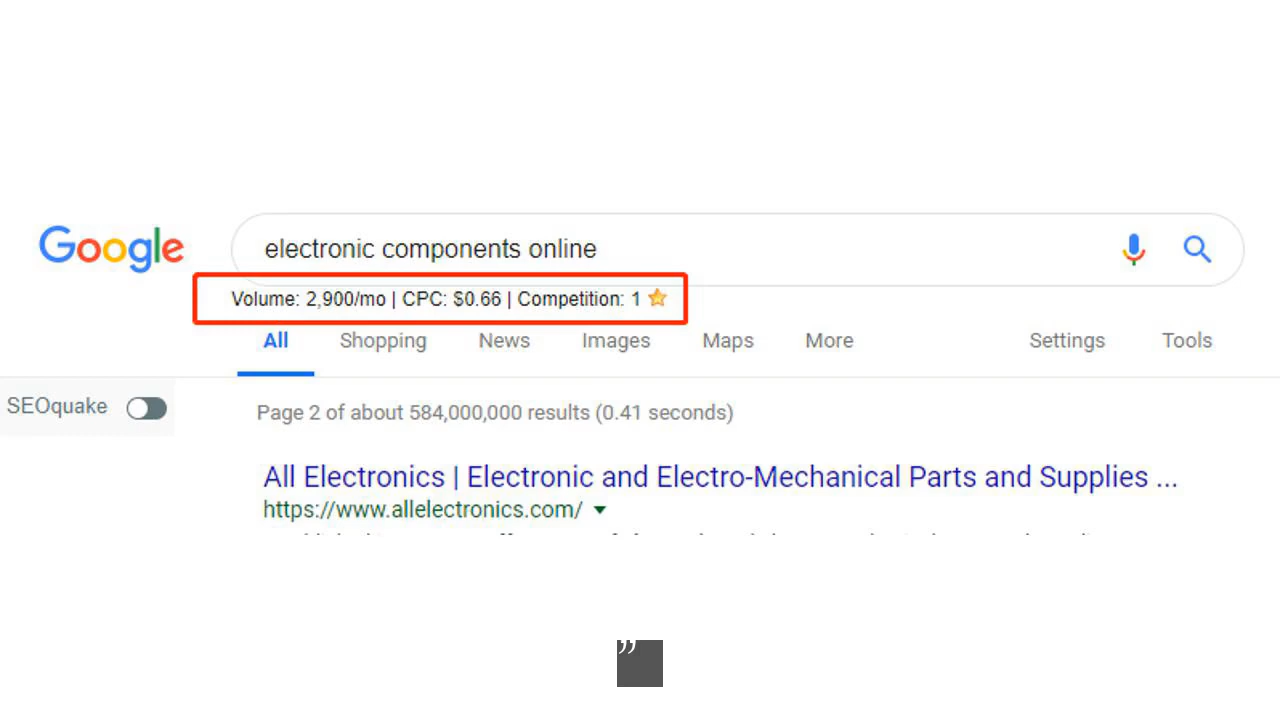 Google
electronic components online
Volume: 2,900/mo | CPC: $0.66 | Competition: 1
All Shopping News Images Maps More Settings Tools
SEOquake
Page 2 of about 584,000,000 results (0.41 seconds)
All Electronics | Electronic and Electro-Mechanical Parts and Supplies ...
https://www.allelectronics.com/
”